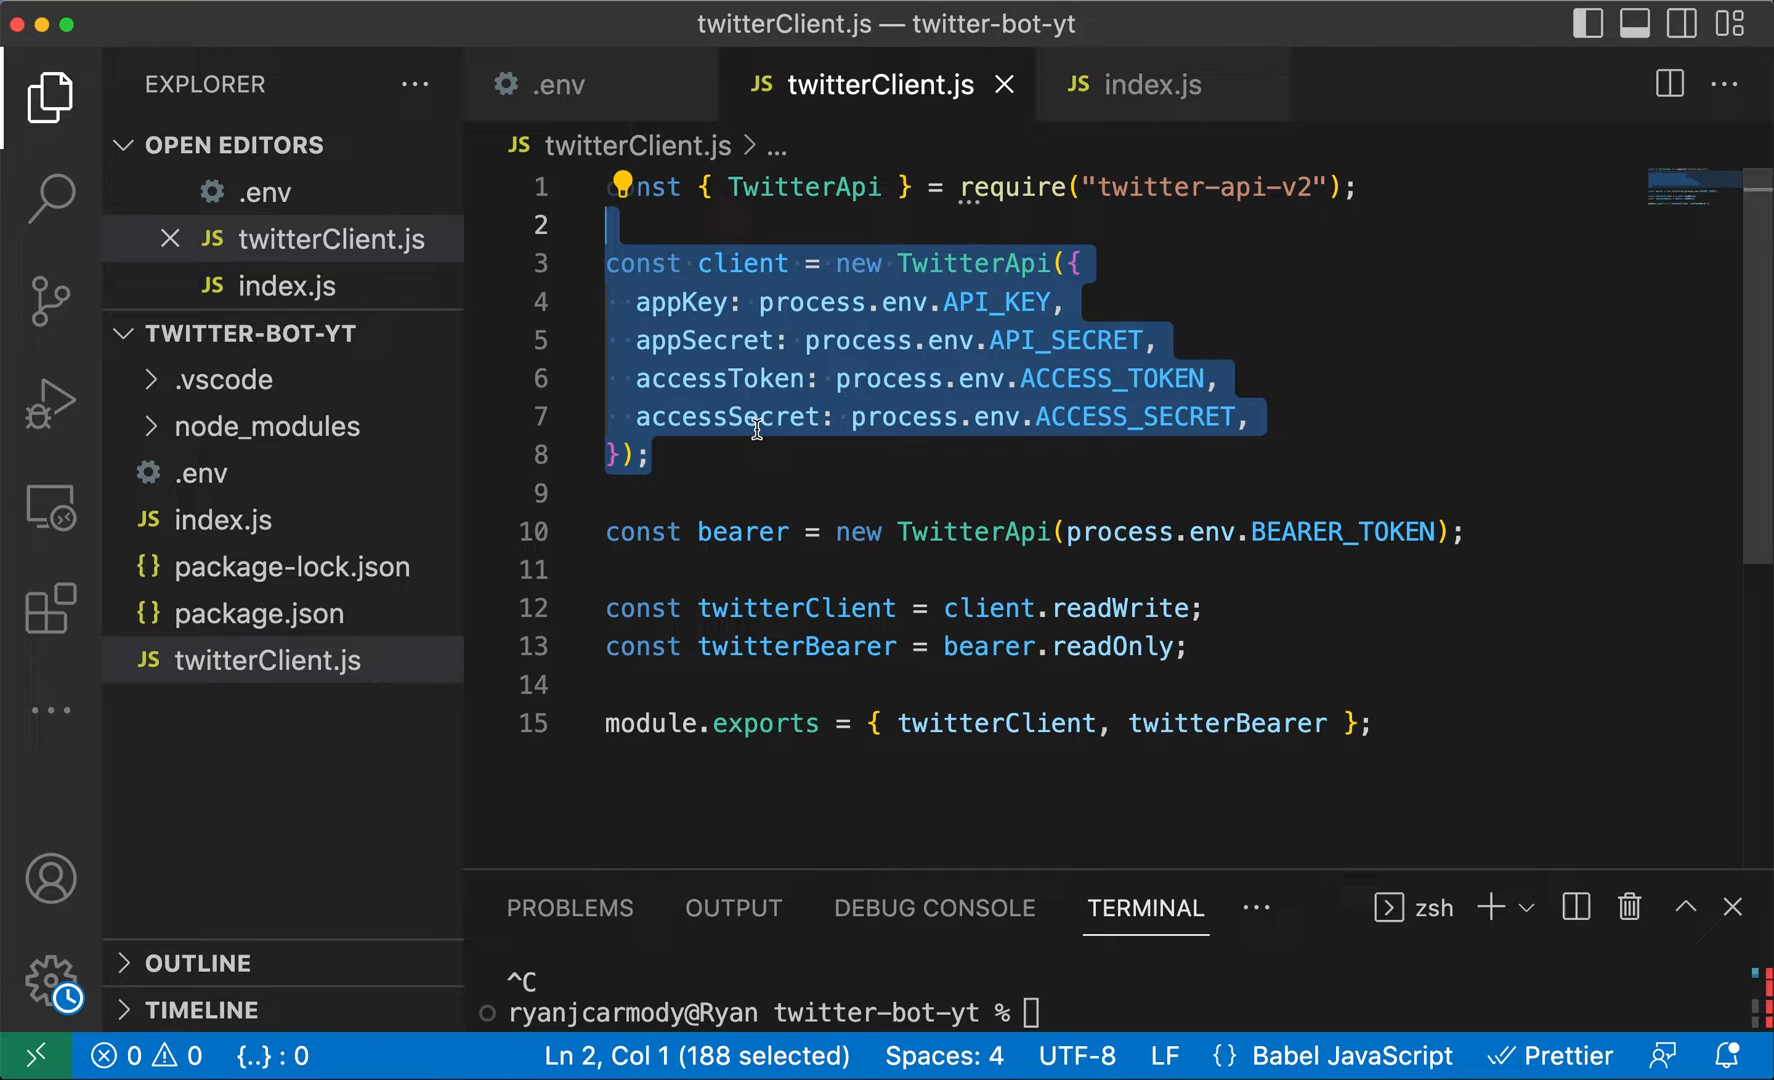 twitterClient.js — twitter-bot-yt
EXPLORER
OPEN EDITORS
.env
JS twitterClient.js
JS index.js
TWITTER-BOT-YT
.vscode
node_modules
.env
JS index.js
{} package-lock.json
{} package.json
JS twitterClient.js
OUTLINE
TIMELINE
.env
JS twitterClient.js
JS index.js
JS twitterClient.js > ...
1 const { TwitterApi } = require("twitter-api-v2");
2
3 const client = new TwitterApi({
4 appKey: process.env.API_KEY,
5 appSecret: process.env.API_SECRET,
6 accessToken: process.env.ACCESS_TOKEN,
7 accessSecret: process.env.ACCESS_SECRET,
8 });
9
10 const bearer = new TwitterApi(process.env.BEARER_TOKEN);
11
12 const twitterClient = client.readWrite;
13 const twitterBearer = bearer.readOnly;
14
15 module.exports = { twitterClient, twitterBearer };
PROBLEMS OUTPUT DEBUG CONSOLE TERMINAL ... zsh
^C
ryanjcarmody@Ryan twitter-bot-yt %
0 0 {..} : 0 Ln 2, Col 1 (188 selected) Spaces: 4 UTF-8 LF {} Babel JavaScript Prettier